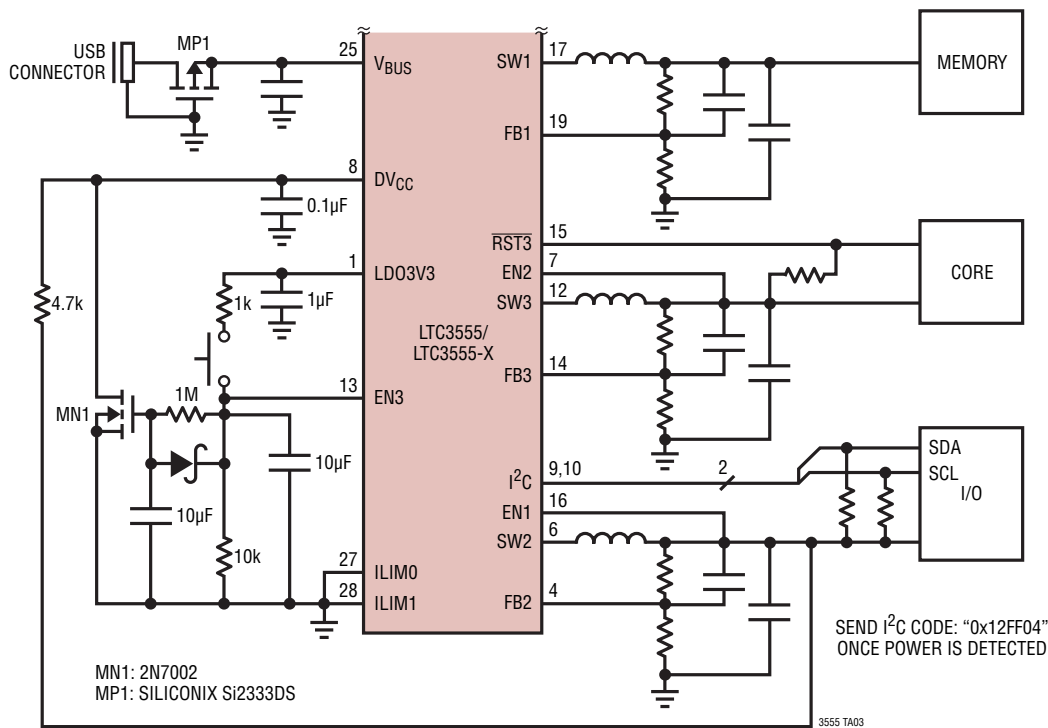 USB
CONNECTOR
MP1
25
VBUS
17
SW1
MEMORY
19
FB1
8
DVCC
0.1µF
15
RST3
7
EN2
CORE
1
LDO3V3
12
SW3
4.7k
1k
1µF
LTC3555/
LTC3555-X
14
FB3
13
EN3
1M
MN1
10µF
SDA
SCL
I/O
9,10
2
I²C
16
EN1
10µF
6
SW2
10k
27
ILIM0
28
ILIM1
4
FB2
SEND I²C CODE: “0x12FF04”
ONCE POWER IS DETECTED
MN1: 2N7002
MP1: SILICONIX Si2333DS
3555 TA03